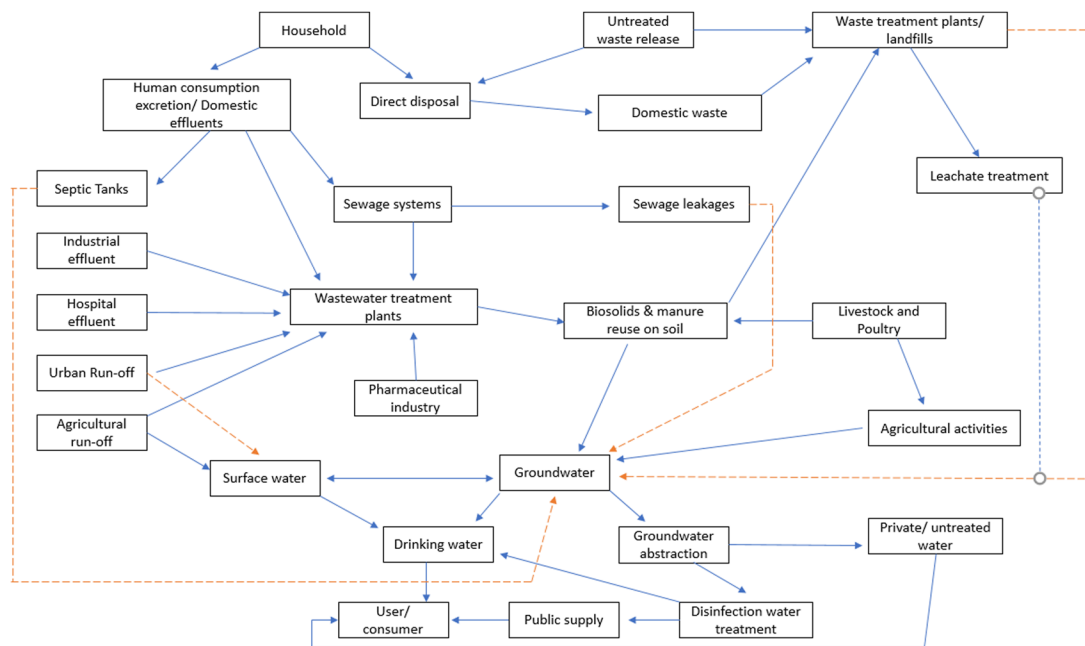 Household
Untreated
waste release
Waste treatment plants/
landfills
Human consumption
excretion/ Domestic
effluents
Direct disposal
Domestic waste
Septic Tanks
Sewage systems
Sewage leakages
Leachate treatment
Industrial
effluent
Hospital
effluent
Wastewater treatment
plants
Biosolids & manure
reuse on soil
Livestock and
Poultry
Urban Run-off
Pharmaceutical
industry
Agricultural
run-off
Agricultural activities
Surface water
Groundwater
Drinking water
Groundwater
abstraction
Private/ untreated
water
User/
consumer
Public supply
Disinfection water
treatment